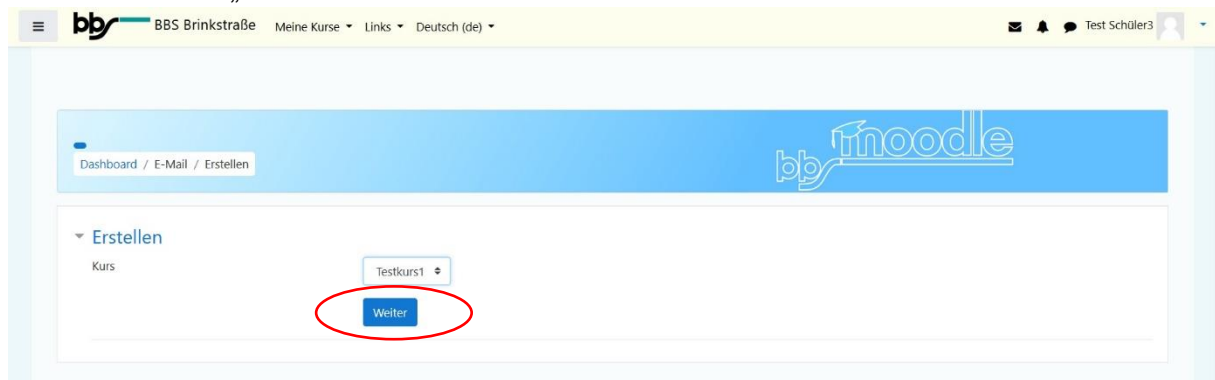 „
bbs BBS Brinkstraße Meine Kurse Links Deutsch (de) Test Schüler3
bbs moodle
Dashboard / E-Mail / Erstellen
Erstellen
Kurs Testkurs1
Weiter